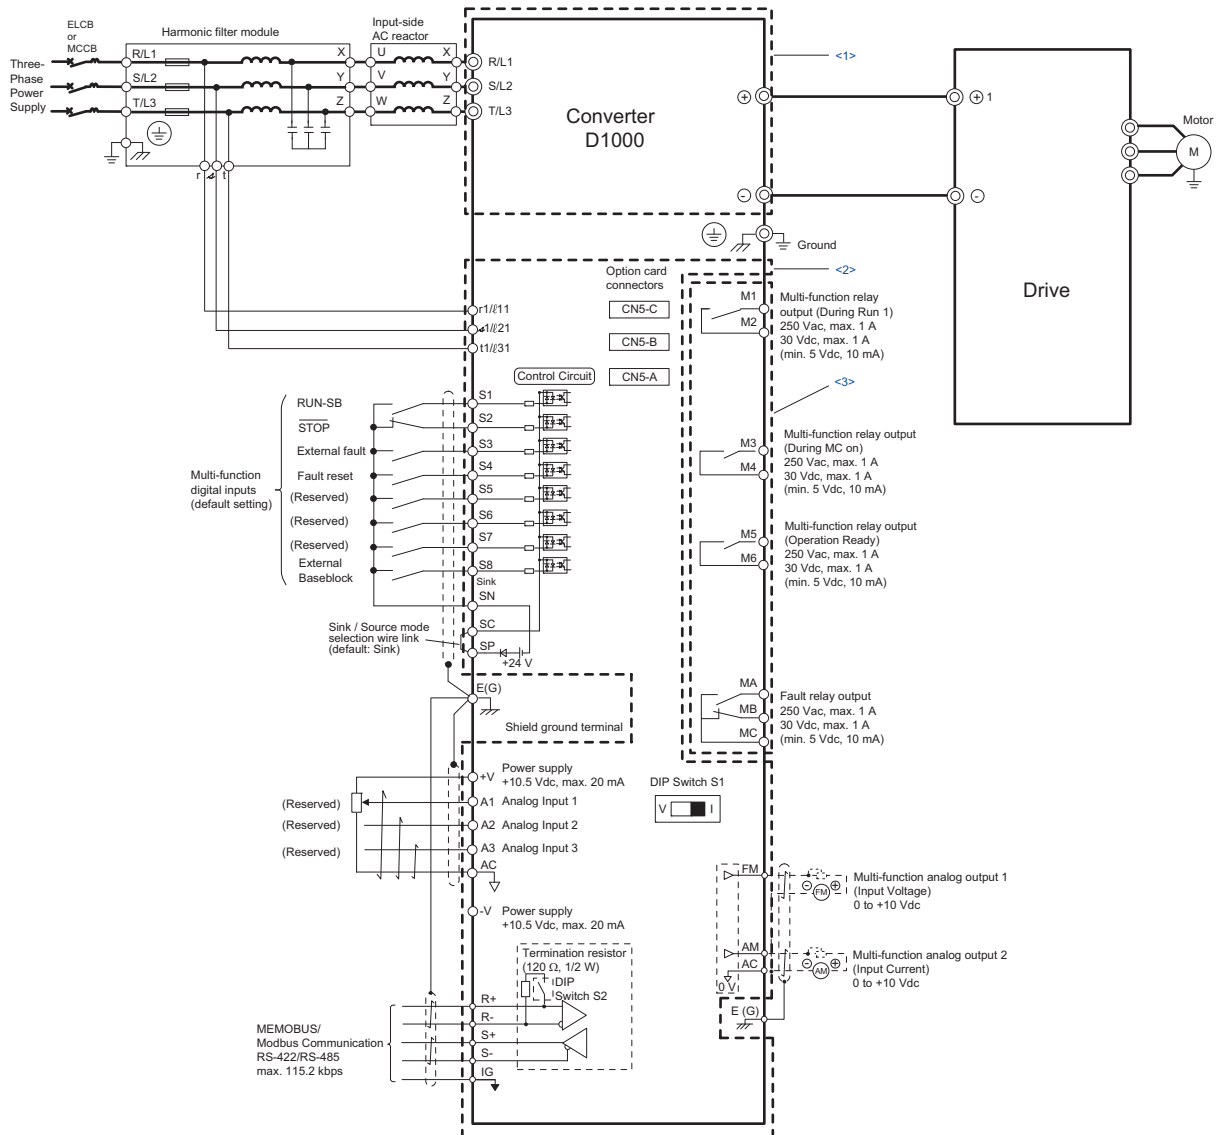 ELCB
or
MCCB
Harmonic filter module
Input-side
AC reactor
Three-
Phase
Power
Supply
R/L1
X
U
X
R/L1
S/L2
Y
V
Y
S/L2
T/L3
Z
W
Z
T/L3
r
s
t
Converter
D1000
<1>
+
+ 1
-
-
Motor
M
Drive
Ground
<2>
Option card
connectors
CN5-C
CN5-B
CN5-A
r1/ℓ11
s1/ℓ21
t1/ℓ31
Control Circuit
M1
M2
Multi-function relay
output (During Run 1)
250 Vac, max. 1 A
30 Vdc, max. 1 A
(min. 5 Vdc, 10 mA)
<3>
M3
M4
Multi-function relay output
(During MC on)
250 Vac, max. 1 A
30 Vdc, max. 1 A
(min. 5 Vdc, 10 mA)
M5
M6
Multi-function relay output
(Operation Ready)
250 Vac, max. 1 A
30 Vdc, max. 1 A
(min. 5 Vdc, 10 mA)
MA
MB
MC
Fault relay output
250 Vac, max. 1 A
30 Vdc, max. 1 A
(min. 5 Vdc, 10 mA)
Multi-function
digital inputs
(default setting)
RUN-SB
S1
STOP
S2
External fault
S3
Fault reset
S4
(Reserved)
S5
(Reserved)
S6
(Reserved)
S7
External
Baseblock
S8
Sink
SN
SC
SP
+24 V
Sink / Source mode
selection wire link
(default: Sink)
E(G)
Shield ground terminal
+V
Power supply
+10.5 Vdc, max. 20 mA
(Reserved)
A1
Analog Input 1
(Reserved)
A2
Analog Input 2
(Reserved)
A3
Analog Input 3
AC
-V
Power supply
+10.5 Vdc, max. 20 mA
DIP Switch S1
V
I
FM
FM
- +
Multi-function analog output 1
(Input Voltage)
0 to +10 Vdc
AM
AC
0 V
AM
- +
Multi-function analog output 2
(Input Current)
0 to +10 Vdc
E (G)
Termination resistor
(120 Ω, 1/2 W)
DIP
Switch S2
MEMOBUS/
Modbus Communication
RS-422/RS-485
max. 115.2 kbps
R+
R-
S+
S-
IG